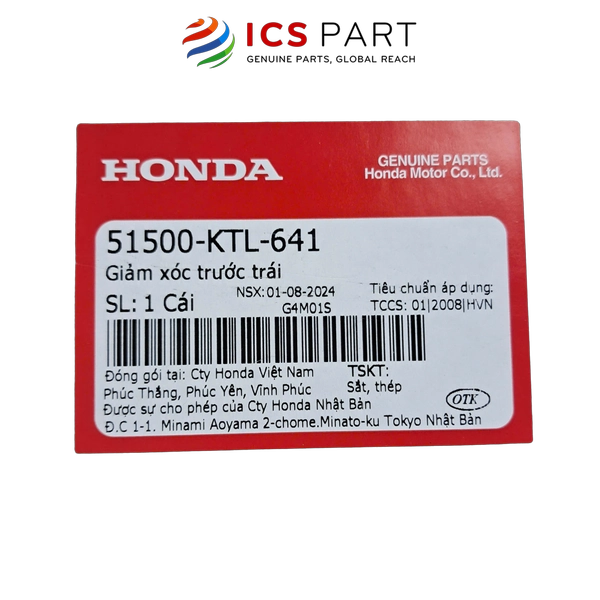 ICS PART
GENUINE PARTS, GLOBAL REACH
HONDA
GENUINE PARTS
Honda Motor Co., Ltd.
51500-KTL-641
Giảm xóc trước trái
SL: 1 Cái
NSX: 01-08-2024
G4M01S
Tiêu chuẩn áp dụng:
TCCS: 01|2008|HVN
Đóng gói tại: Cty Honda Việt Nam
Phúc Thắng, Phúc Yên, Vĩnh Phúc
TSKT:
Sắt, thép
Được sự cho phép của Cty Honda Nhật Bản
OTK
Đ.C 1-1. Minami Aoyama 2-chome.Minato-ku Tokyo Nhật Bản